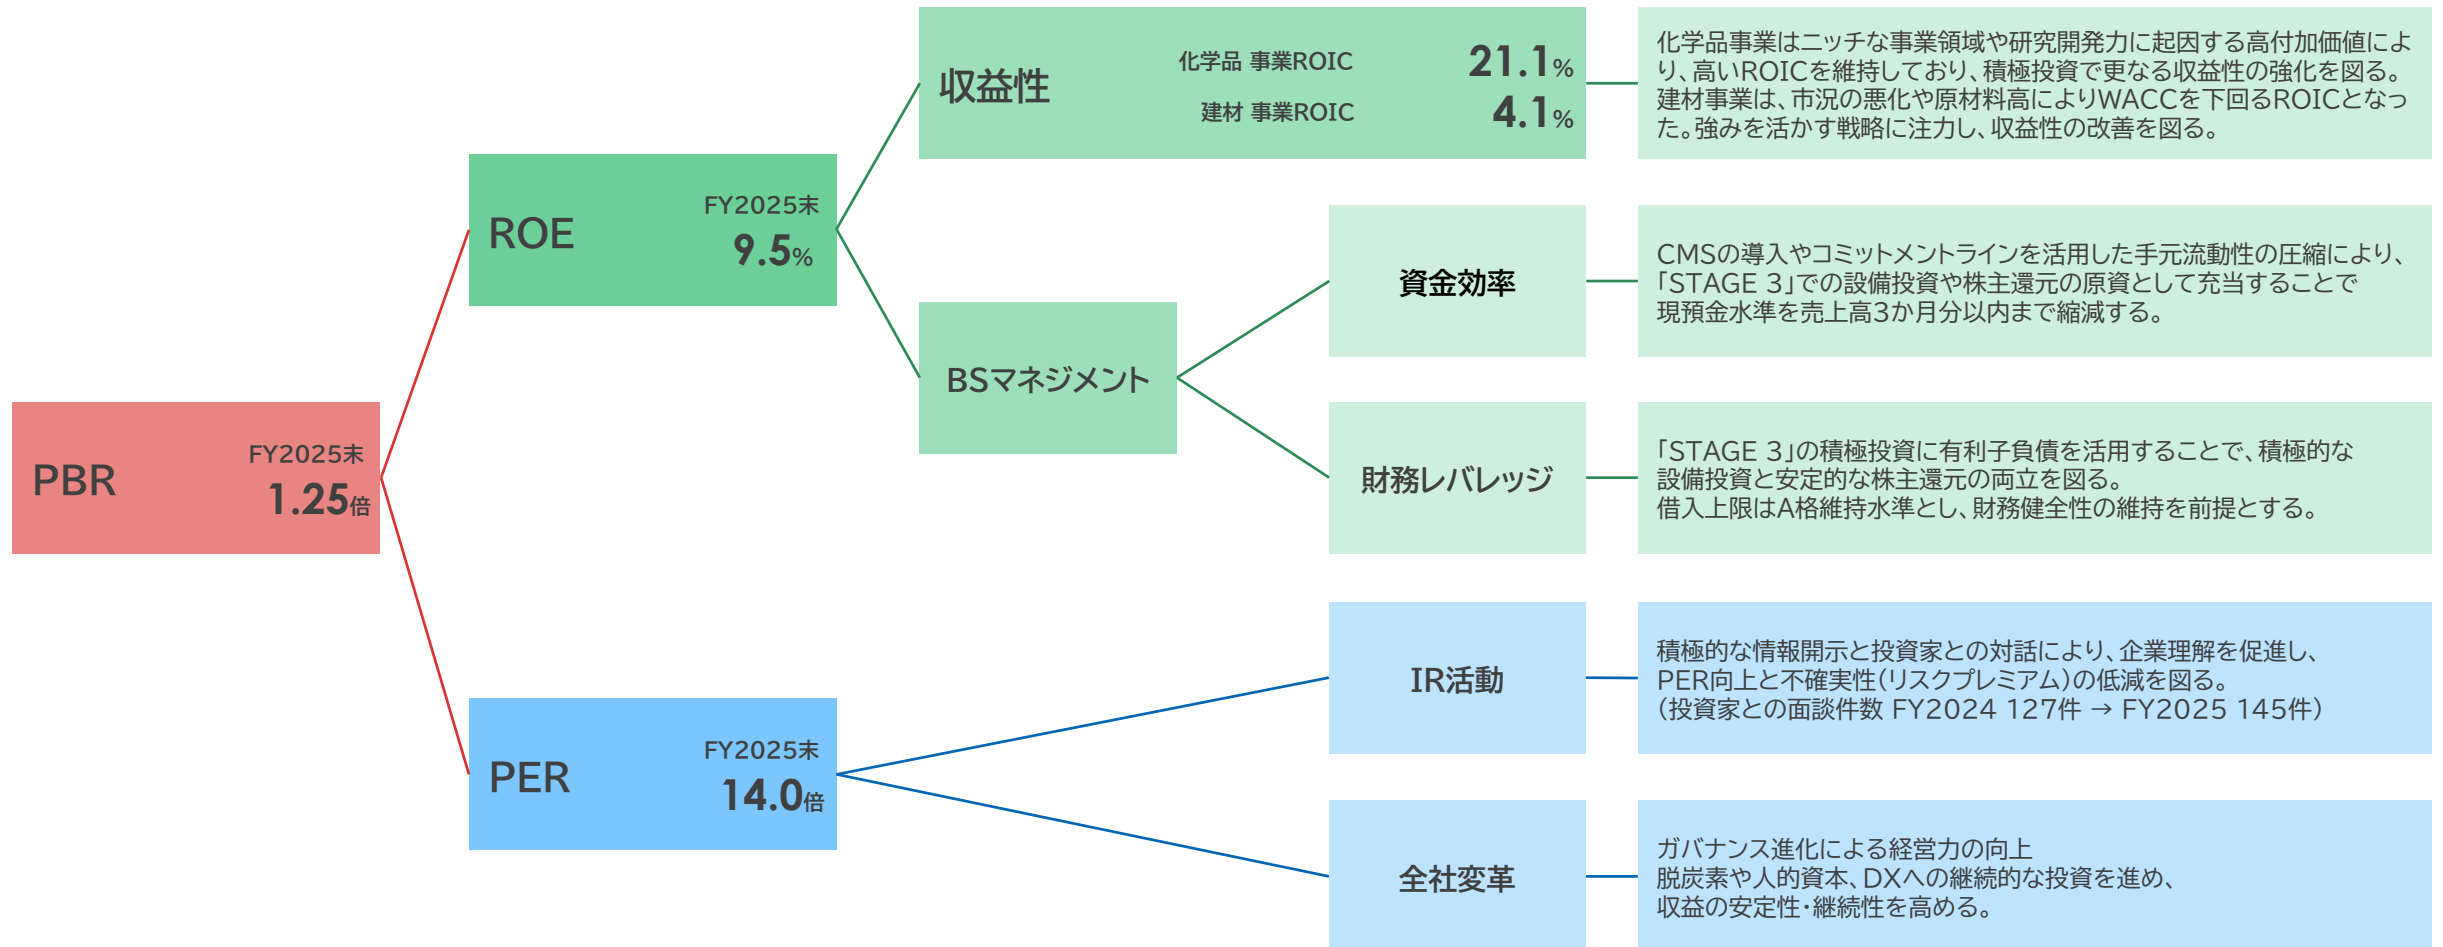 PBR
FY2025末
1.25倍
ROE
FY2025末
9.5%
収益性
化学品 事業ROIC
21.1%
建材 事業ROIC
4.1%
化学品事業はニッチな事業領域や研究開発力に起因する高付加価値によ
り、高いROICを維持しており、積極投資で更なる収益性の強化を図る。
建材事業は、市況の悪化や原材料高によりWACCを下回るROICとなっ
た。強みを活かす戦略に注力し、収益性の改善を図る。
BSマネジメント
資金効率
CMSの導入やコミットメントラインを活用した手元流動性の圧縮により、
「STAGE 3」での設備投資や株主還元の原資として充当することで
現預金水準を売上高3か月分以内まで縮減する。
財務レバレッジ
「STAGE 3」の積極投資に有利子負債を活用することで、積極的な
設備投資と安定的な株主還元の両立を図る。
借入上限はA格維持水準とし、財務健全性の維持を前提とする。
PER
FY2025末
14.0倍
IR活動
積極的な情報開示と投資家との対話により、企業理解を促進し、
PER向上と不確実性(リスクプレミアム)の低減を図る。
(投資家との面談件数 FY2024 127件 → FY2025 145件)
全社変革
ガバナンス進化による経営力の向上
脱炭素や人的資本、DXへの継続的な投資を進め、
収益の安定性・継続性を高める。